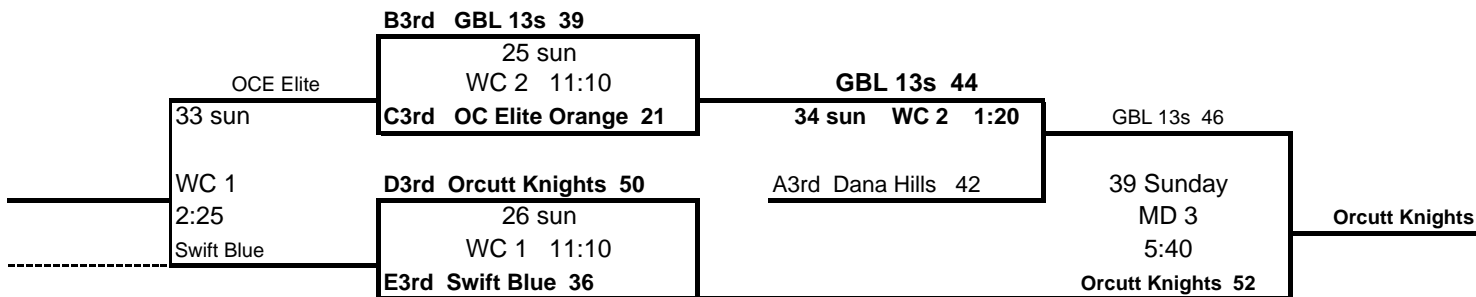 B3rd GBL 13s 39
25 sun
OCE Elite WC 2 11:10 GBL 13s 44
33 sun C3rd OC Elite Orange 21 34 sun WC 2 1:20 GBL 13s 46
WC 1 D3rd Orcutt Knights 50 A3rd Dana Hills 42 39 Sunday
2:25 26 sun MD 3 Orcutt Knights
Swift Blue WC 1 11:10 5:40
E3rd Swift Blue 36 Orcutt Knights 52